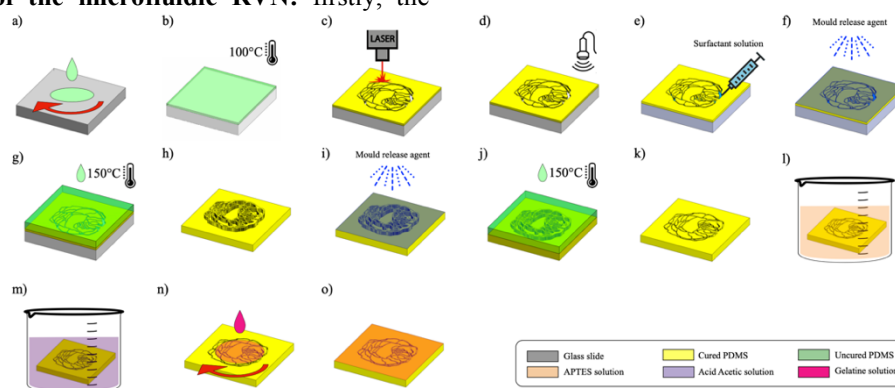 of the microfluidic RVN: firstly, the
a) b) c) d) e) f)
100°C
LASER
Surfactant solution
Mould release agent
g) h) i) j) k) l)
150°C
Mould release agent
150°C
m) n) o)
Glass slide Cured PDMS Uncured PDMS
APTES solution Acid Acetic solution Gelatine solution